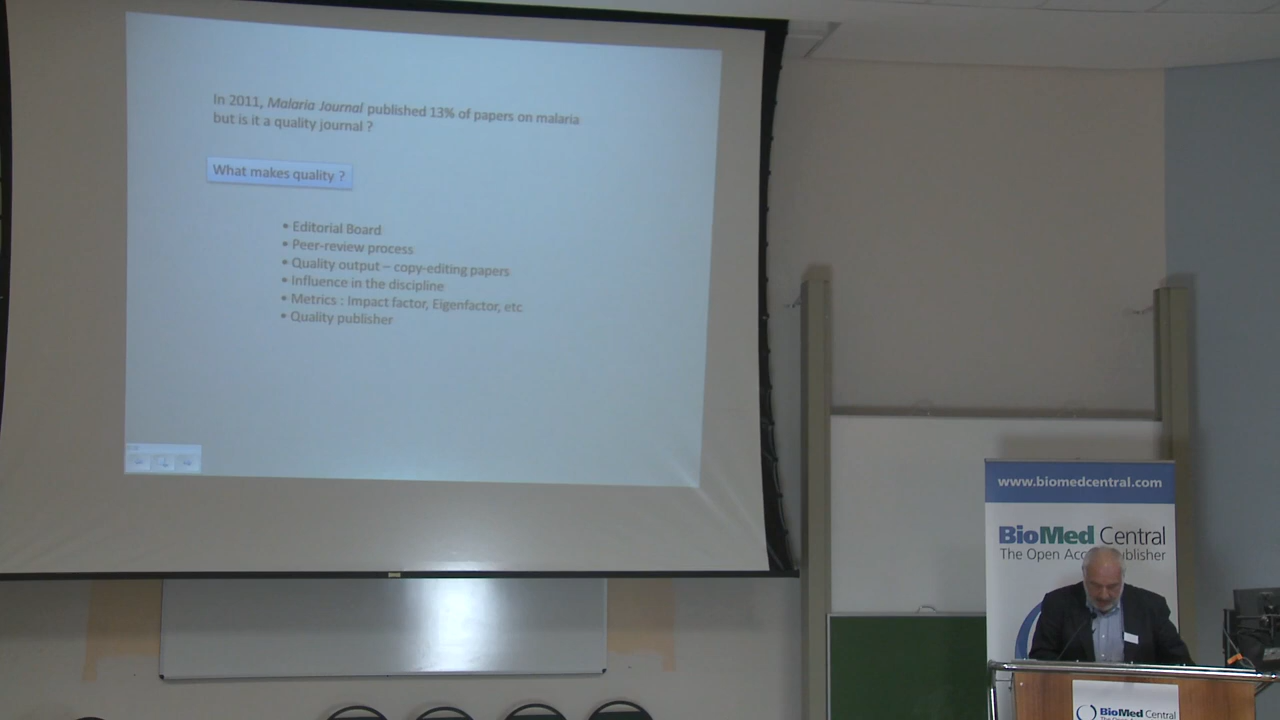 In 2011, Malaria Journal published 13% of papers on malaria
but is it a quality journal ?
What makes quality ?
• Editorial Board
• Peer-review process
• Quality output – copy-editing papers
• Influence in the discipline
• Metrics : Impact factor, Eigenfactor, etc
• Quality publisher
www.biomedcentral.com
BioMed Central
The Open
BioMed Central